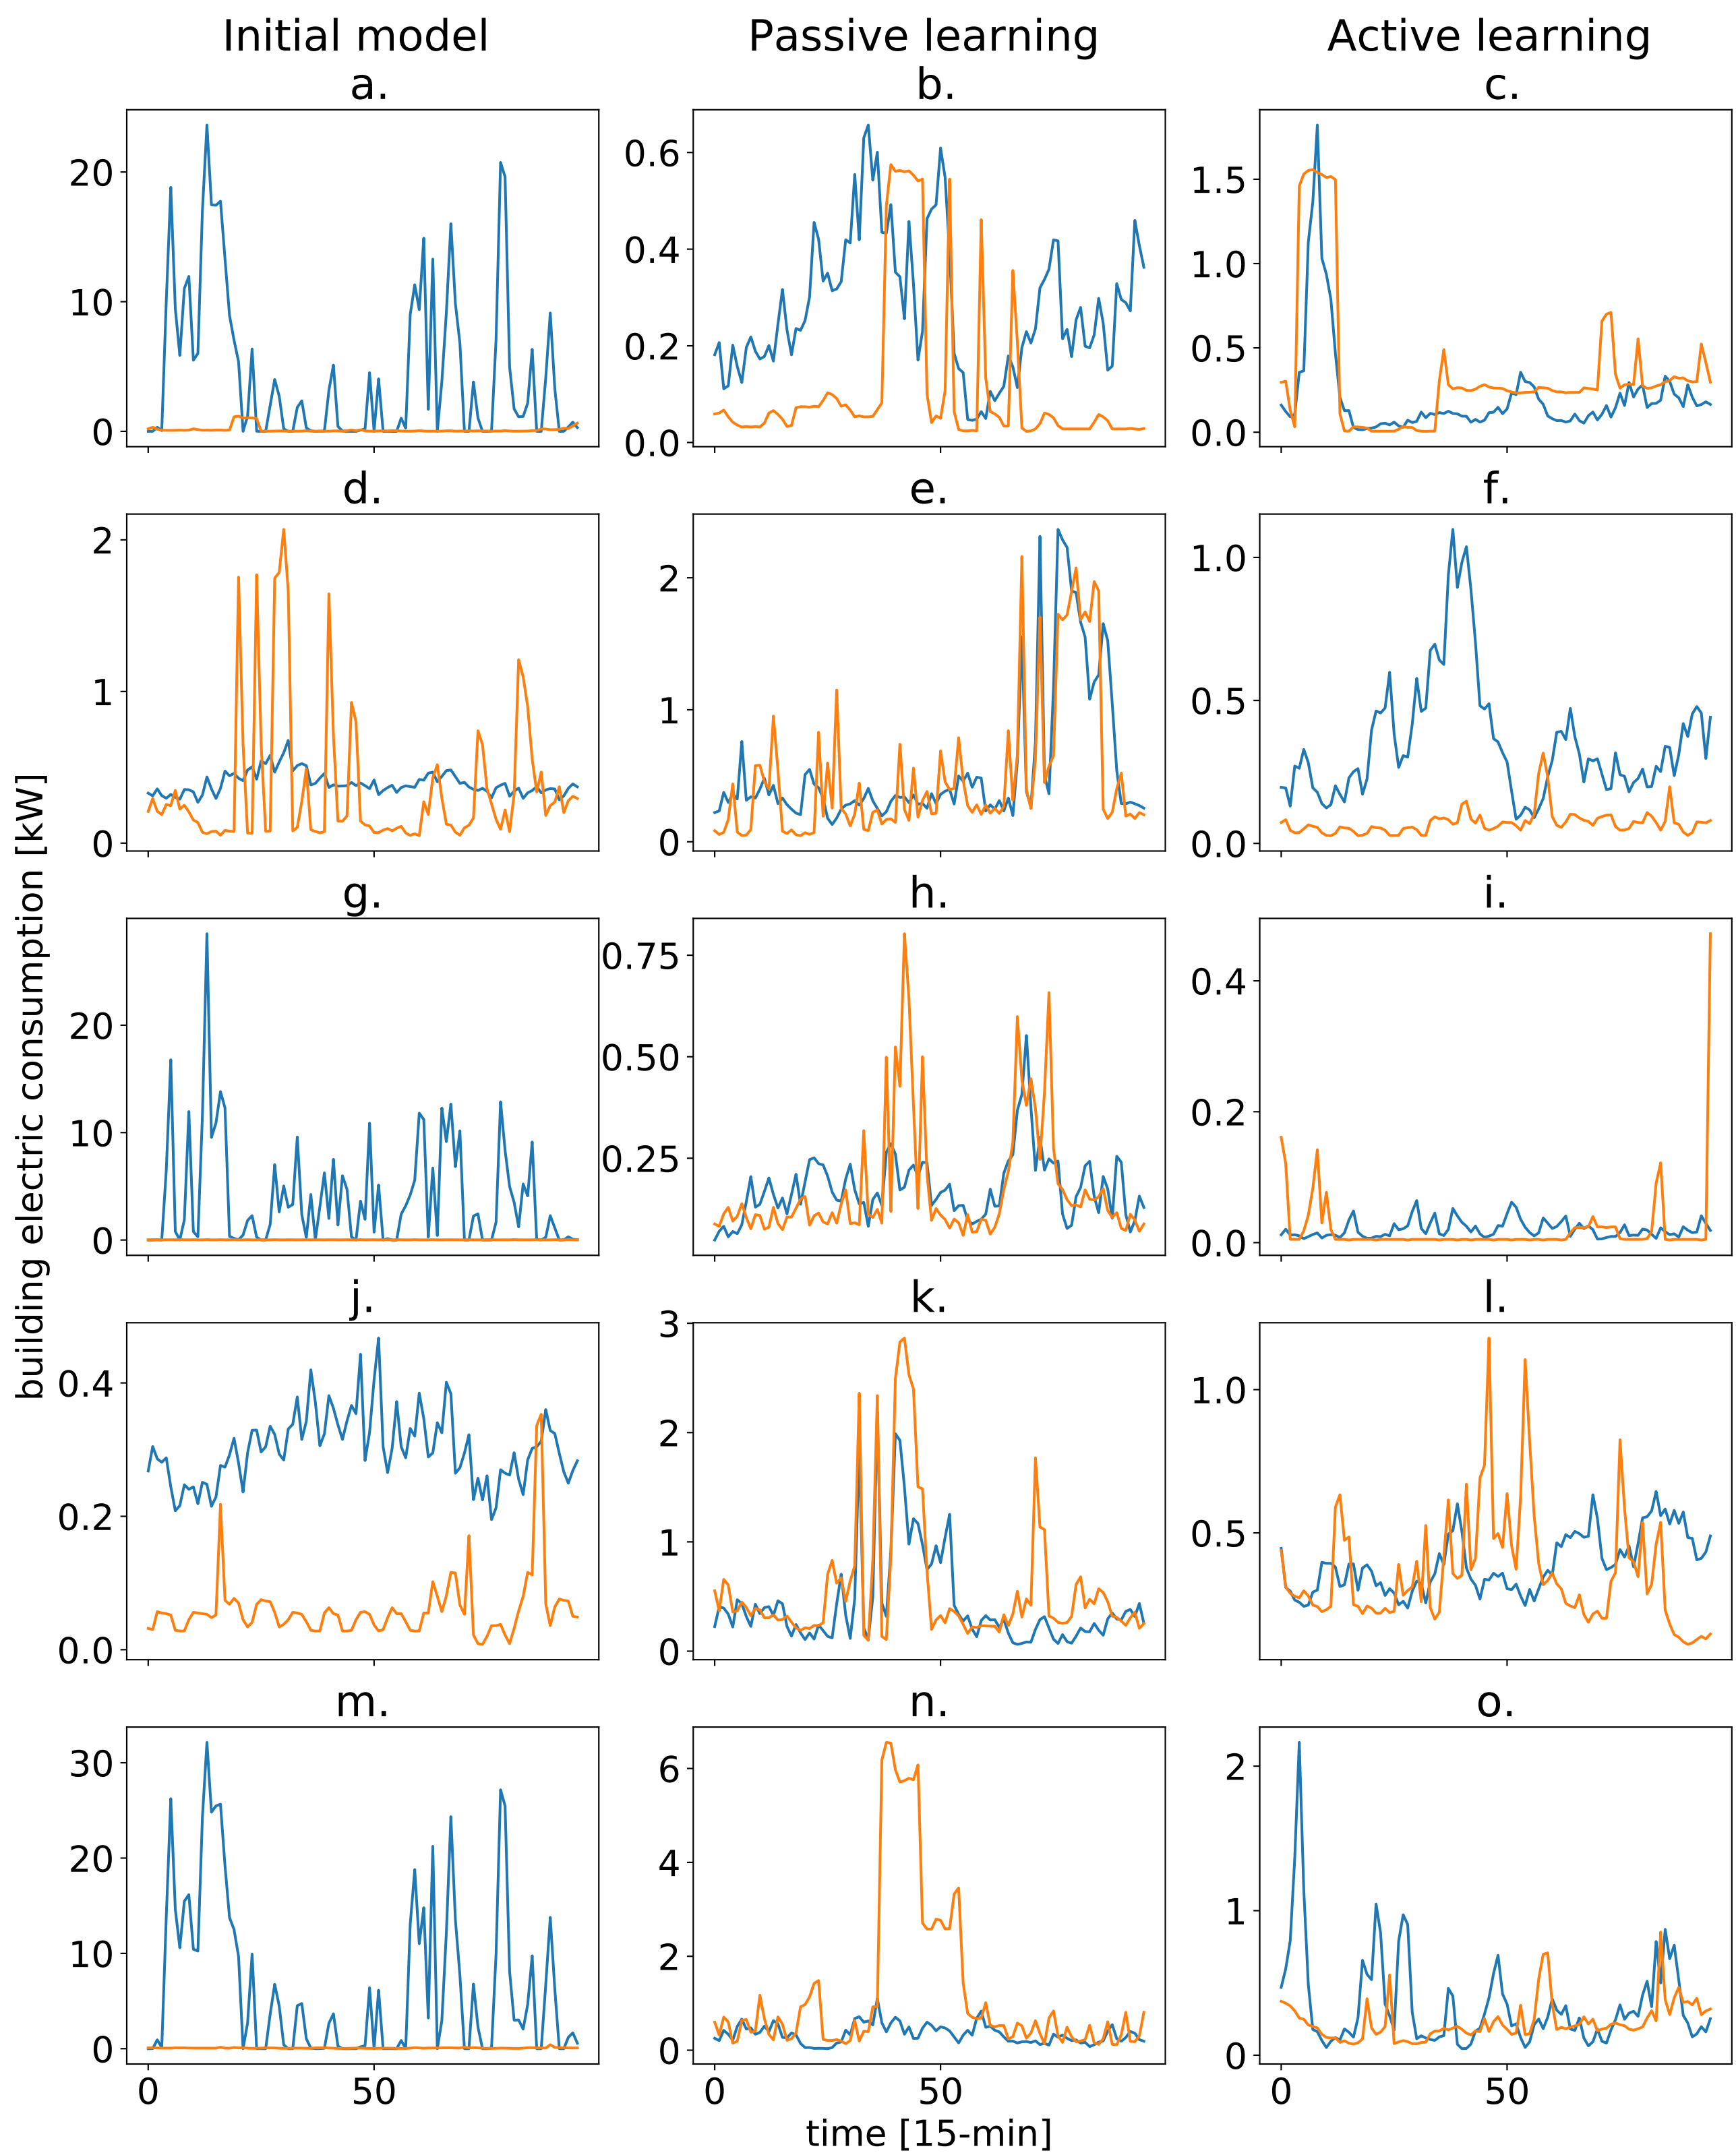 Initial model
Passive learning
Active learning
a.
b.
c.
20
10
0
0.6
0.4
0.2
0.0
1.5
1.0
0.5
0.0
d.
e.
f.
2
1
0
2
1
0
1.0
0.5
0.0
g.
h.
i.
20
10
0
0.75
0.50
0.25
0.4
0.2
0.0
j.
k.
l.
0.4
0.2
0.0
3
2
1
0
1.0
0.5
m.
n.
o.
30
20
10
0
6
4
2
0
2
1
0
0
50
0
50
0
50
building electric consumption [kW]
time [15-min]